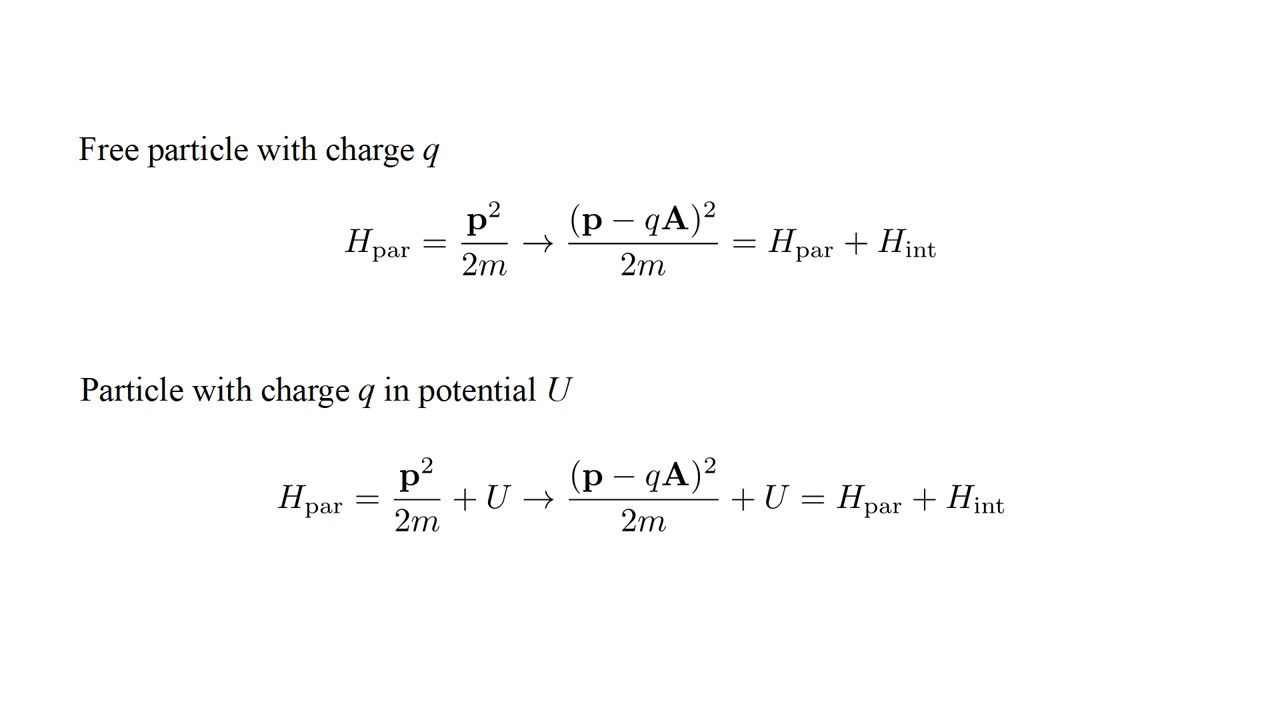 Free particle with charge q
H_par = p²/2m → (p − qA)²/2m = H_par + H_int
Particle with charge q in potential U
H_par = p²/2m + U → (p − qA)²/2m + U = H_par + H_int